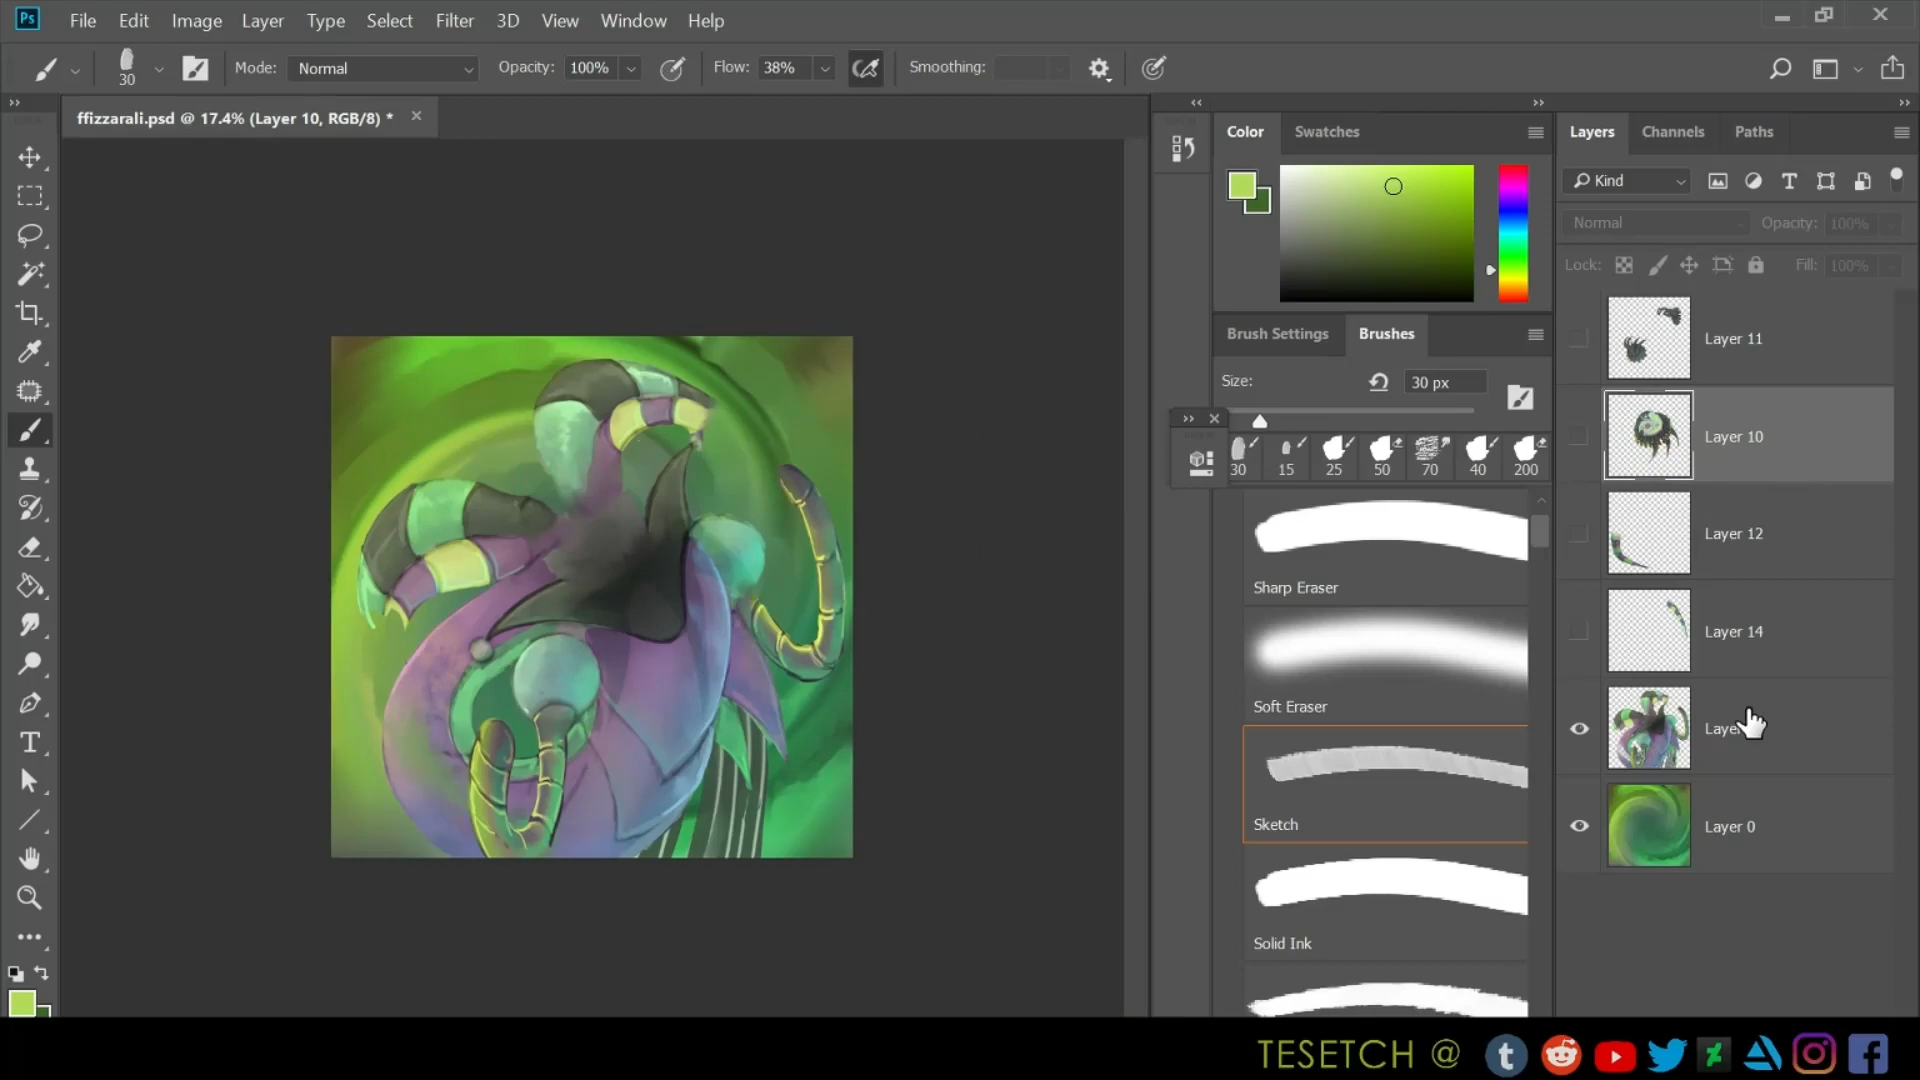 Ps File Edit Image Layer Type Select Filter 3D View Window Help
30 Mode: Normal Opacity: 100% Flow: 38% Smoothing:
ffizzarali.psd @ 17.4% (Layer 10, RGB/8) *
Color Swatches
Layers Channels Paths
Kind
Normal Opacity: 100%
Lock: Fill: 100%
Brush Settings Brushes
Size: 30 px
30 15 25 50 70 40 200
Sharp Eraser
Soft Eraser
Sketch
Solid Ink
Layer 11
Layer 10
Layer 12
Layer 14
Laye
Layer 0
TESETCH @